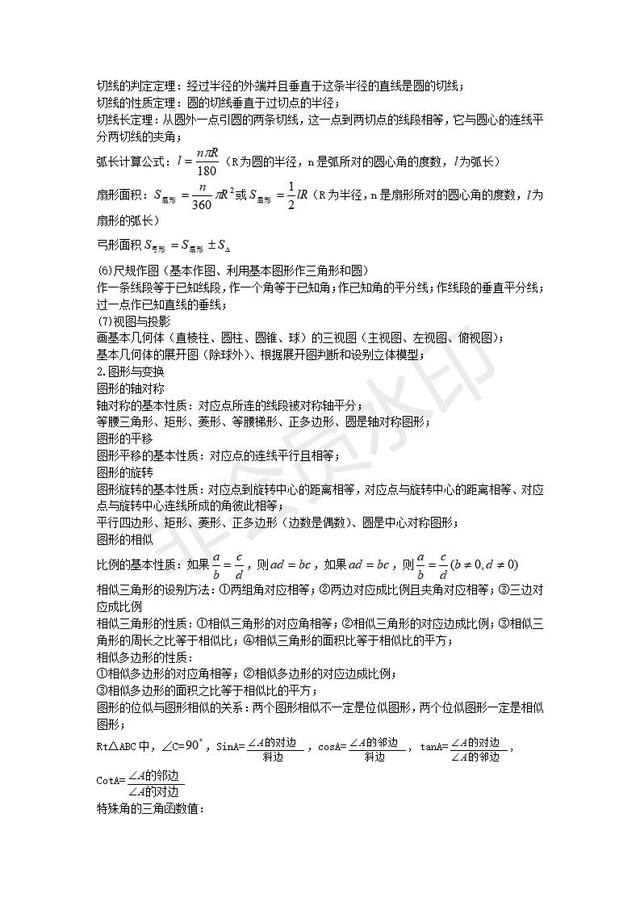 切线的判定定理：经过半径的外端并且垂直于这条半径的直线是圆的切线；
切线的性质定理：圆的切线垂直于过切点的半径；
切线长定理：从圆外一点引圆的两条切线，这一点到两切点的线段相等，它与圆心的连线平
分两切线的夹角；
弧长计算公式：l=nπR/180（R为圆的半径，n是弧所对的圆心角的度数，l为弧长）
扇形面积：S扇形=n/360 πR²或S扇形=1/2 lR（R为半径，n是扇形所对的圆心角的度数，l为
扇形的弧长）
弓形面积S弓形=S扇形±S△
(6)尺规作图（基本作图、利用基本图形作三角形和圆）
作一条线段等于已知线段，作一个角等于已知角；作已知角的平分线；作线段的垂直平分线；
过一点作已知直线的垂线；
(7)视图与投影
画基本几何体（直棱柱、圆柱、圆锥、球）的三视图（主视图、左视图、俯视图）；
基本几何体的展开图（除球外）、根据展开图判断和设别立体模型；
2.图形与变换
图形的轴对称
轴对称的基本性质：对应点所连的线段被对称轴平分；
等腰三角形、矩形、菱形、等腰梯形、正多边形、圆是轴对称图形；
图形的平移
图形平移的基本性质：对应点的连线平行且相等；
图形的旋转
图形旋转的基本性质：对应点到旋转中心的距离相等，对应点与旋转中心的距离相等、对应
点与旋转中心连线所成的角彼此相等；
平行四边形、矩形、菱形、正多边形（边数是偶数）、圆是中心对称图形；
图形的相似
比例的基本性质：如果a/b=c/d，则ad=bc，如果ad=bc，则a/b=c/d(b≠0,d≠0)
相似三角形的设别方法：①两组角对应相等；②两边对应成比例且夹角对应相等；③三边对
应成比例
相似三角形的性质：①相似三角形的对应角相等；②相似三角形的对应边成比例；③相似三
角形的周长之比等于相似比；④相似三角形的面积比等于相似比的平方；
相似多边形的性质：
①相似多边形的对应角相等；②相似多边形的对应边成比例；
③相似多边形的面积之比等于相似比的平方；
图形的位似与图形相似的关系：两个图形相似不一定是位似图形，两个位似图形一定是相似
图形；
Rt△ABC中，∠C=90°，SinA=∠A的对边/斜边，cosA=∠A的邻边/斜边，tanA=∠A的对边/∠A的邻边，
CotA=∠A的邻边/∠A的对边
特殊角的三角函数值：
非会员水印